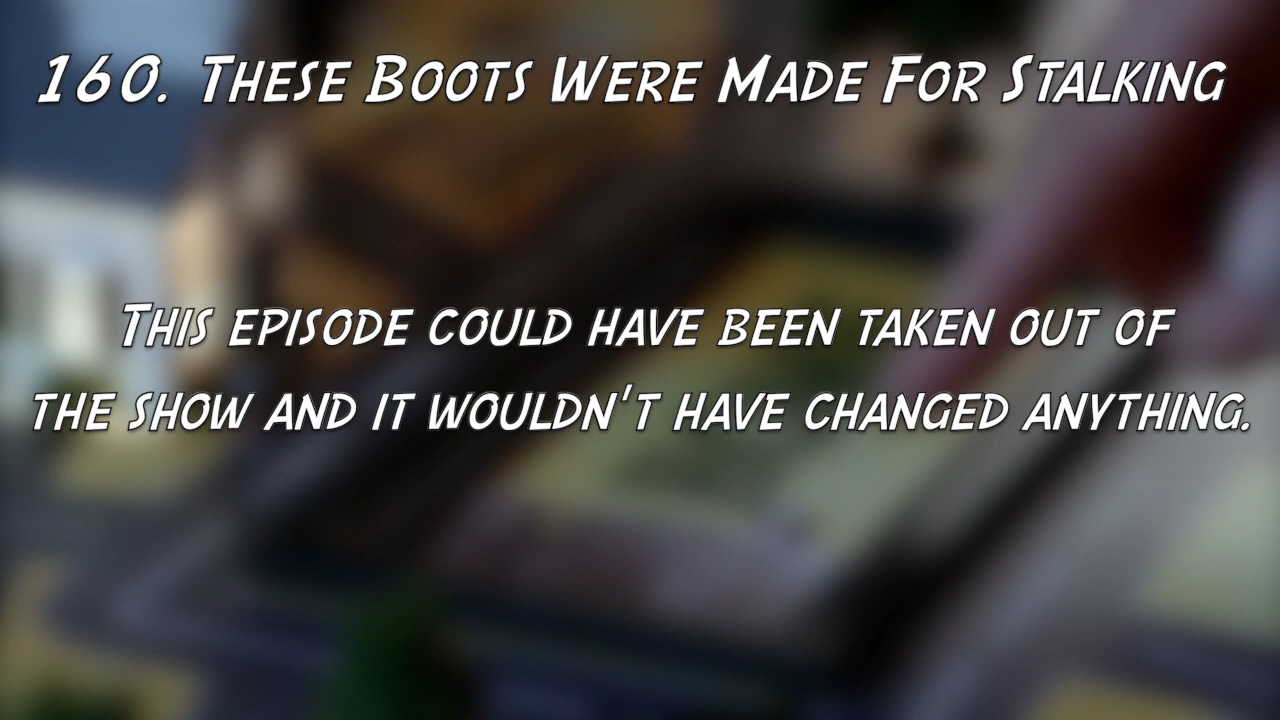 160. These Boots Were Made For Stalking
This episode could have been taken out of
the show and it wouldn't have changed anything.